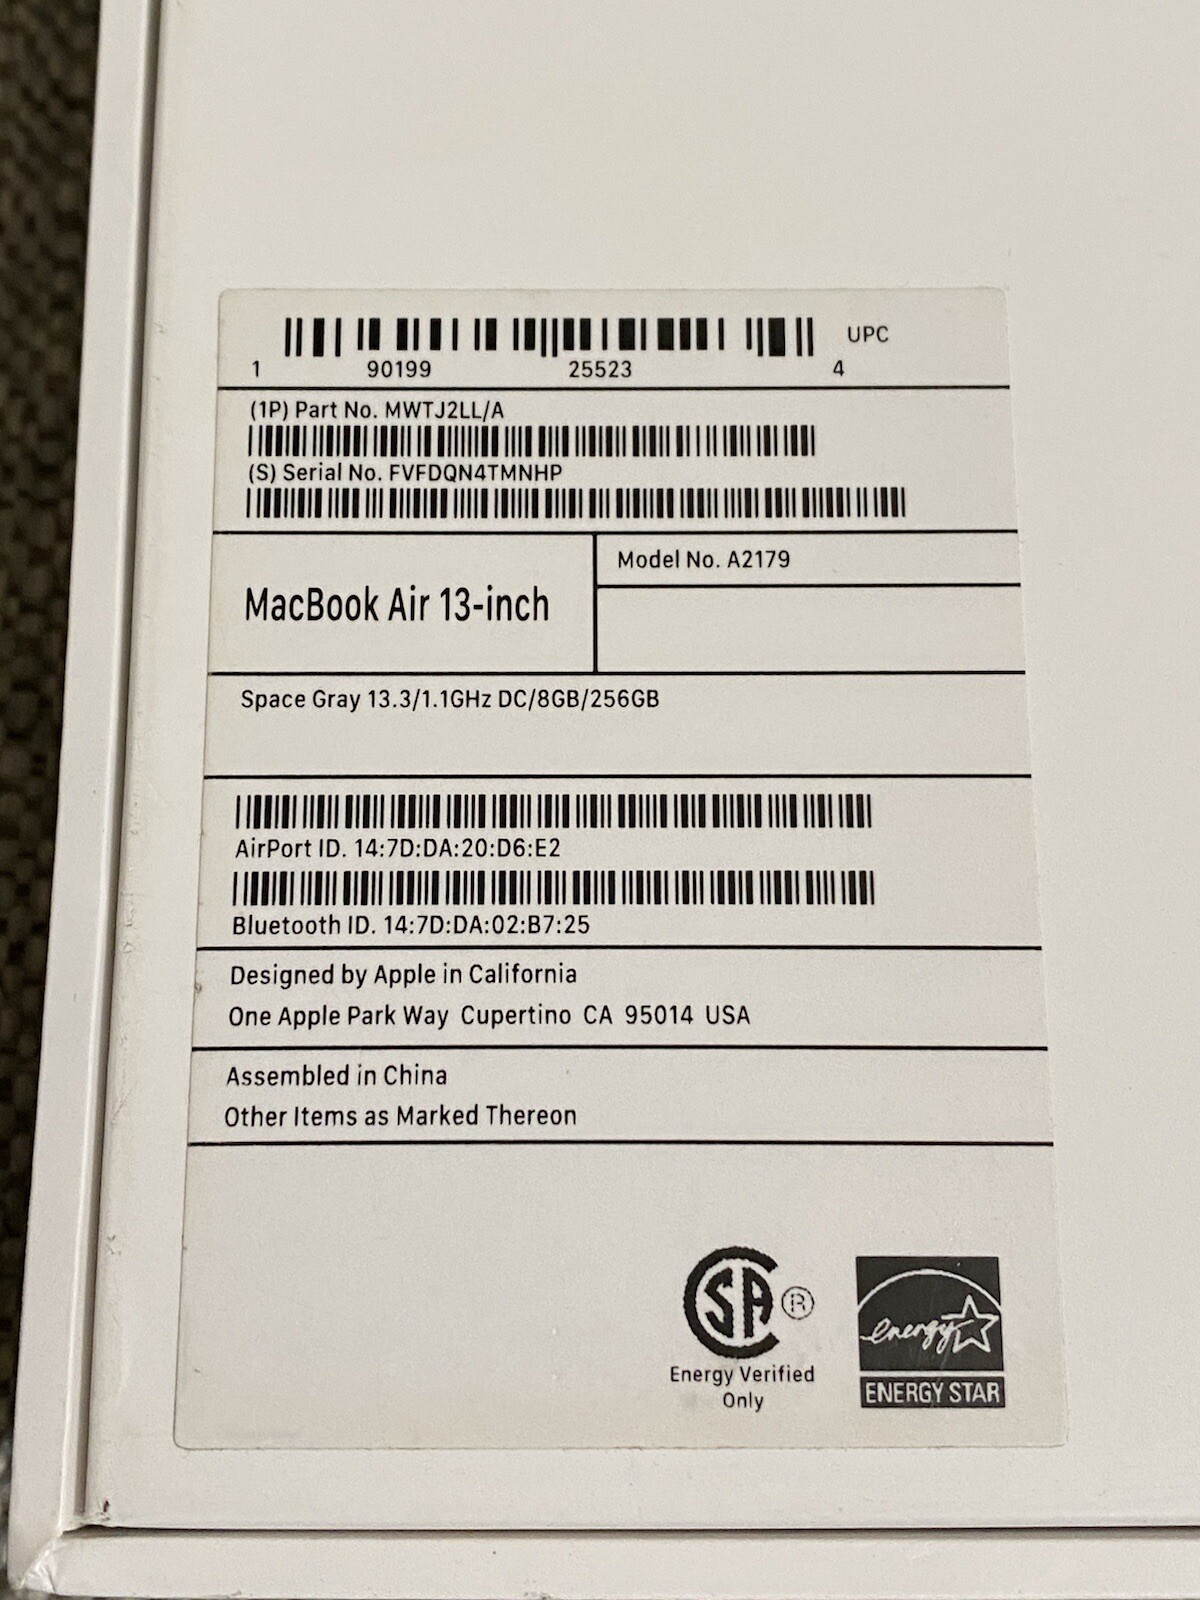 UPC
1 90199 25523 4
(1P) Part No. MWTJ2LL/A
(S) Serial No. FVFDQN4TMNHP
MacBook Air 13-inch
Model No. A2179
Space Gray 13.3/1.1GHz DC/8GB/256GB
AirPort ID. 14:7D:DA:20:D6:E2
Bluetooth ID. 14:7D:DA:02:B7:25
Designed by Apple in California
One Apple Park Way Cupertino CA 95014 USA
Assembled in China
Other Items as Marked Thereon
SA ®
Energy Verified
Only
energy
ENERGY STAR